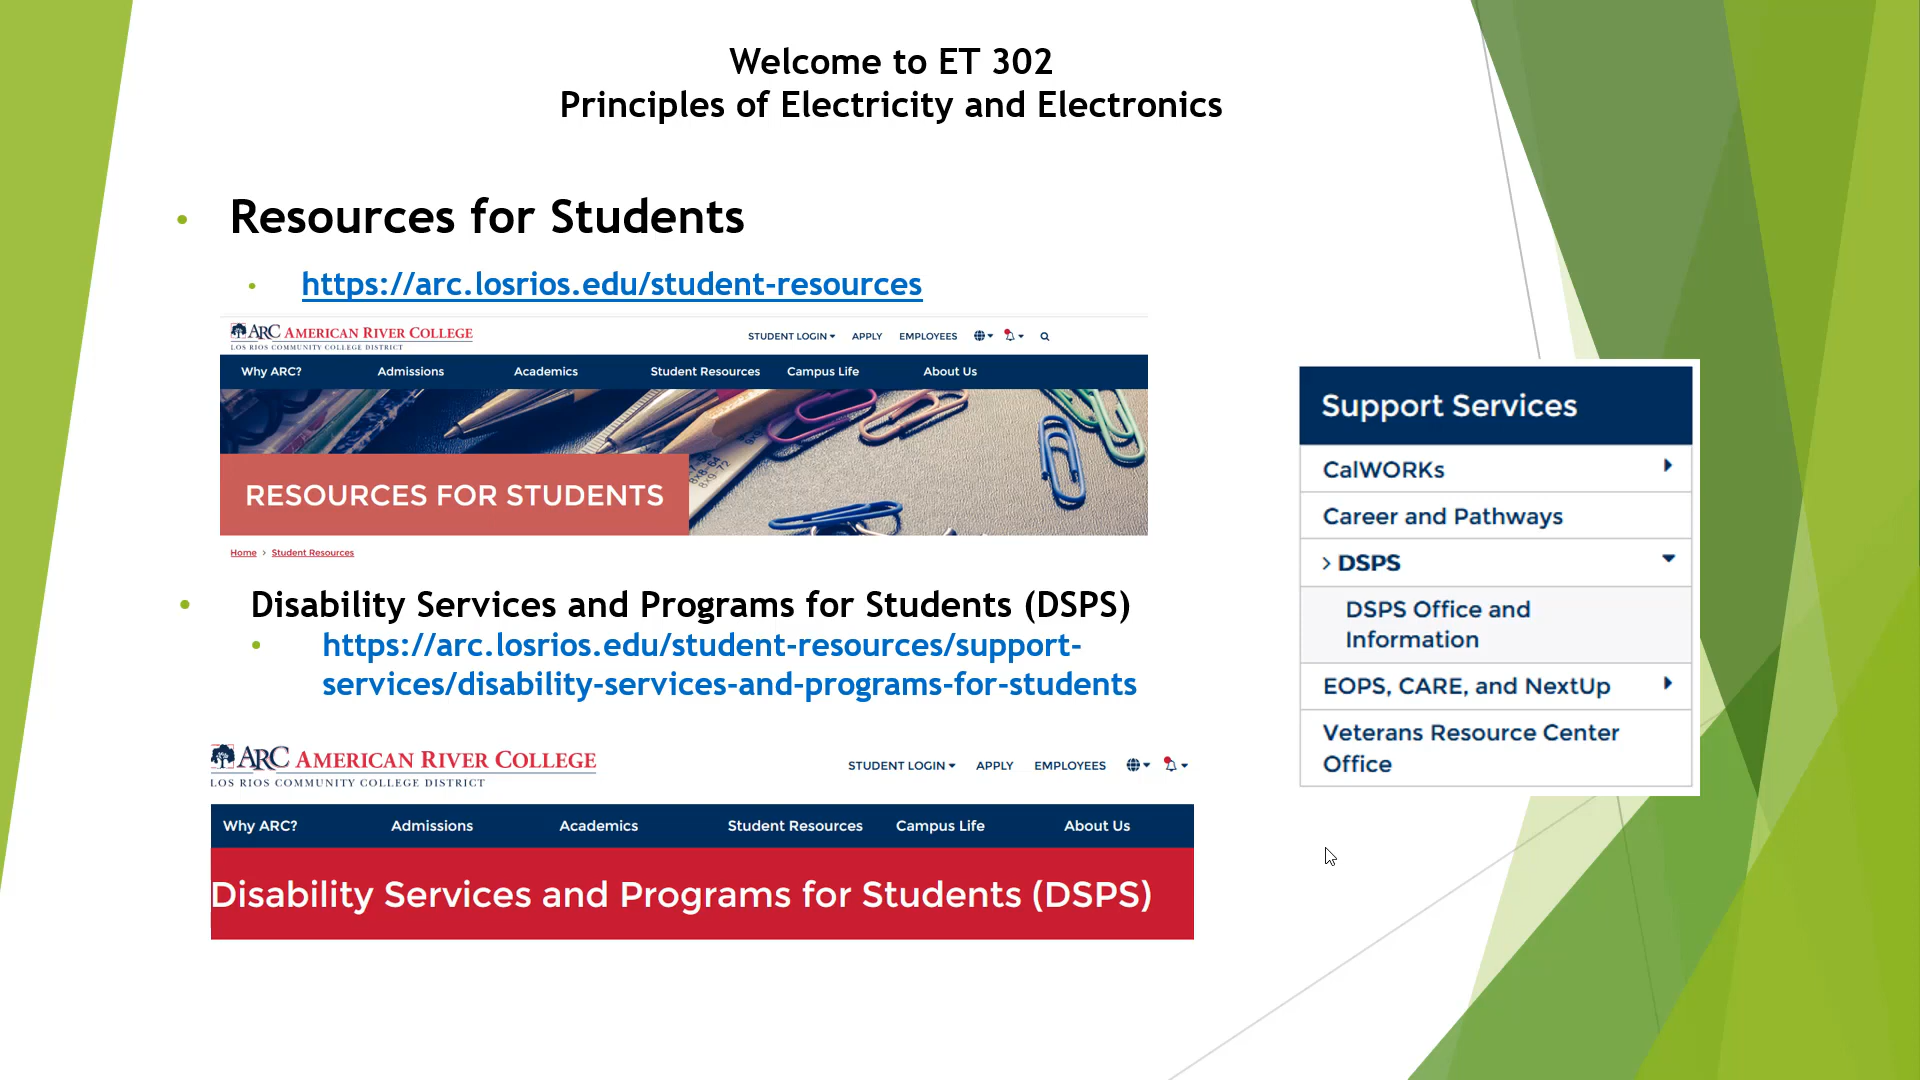 Welcome to ET 302
Principles of Electricity and Electronics
• Resources for Students
• https://arc.losrios.edu/student-resources
ARC AMERICAN RIVER COLLEGE
LOS RIOS COMMUNITY COLLEGE DISTRICT
STUDENT LOGIN APPLY EMPLOYEES
Why ARC? Admissions Academics Student Resources Campus Life About Us
RESOURCES FOR STUDENTS
Home > Student Resources
• Disability Services and Programs for Students (DSPS)
• https://arc.losrios.edu/student-resources/support-
services/disability-services-and-programs-for-students
ARC AMERICAN RIVER COLLEGE
LOS RIOS COMMUNITY COLLEGE DISTRICT
STUDENT LOGIN APPLY EMPLOYEES
Why ARC? Admissions Academics Student Resources Campus Life About Us
Disability Services and Programs for Students (DSPS)
Support Services
CalWORKs
Career and Pathways
> DSPS
DSPS Office and
Information
EOPS, CARE, and NextUp
Veterans Resource Center
Office